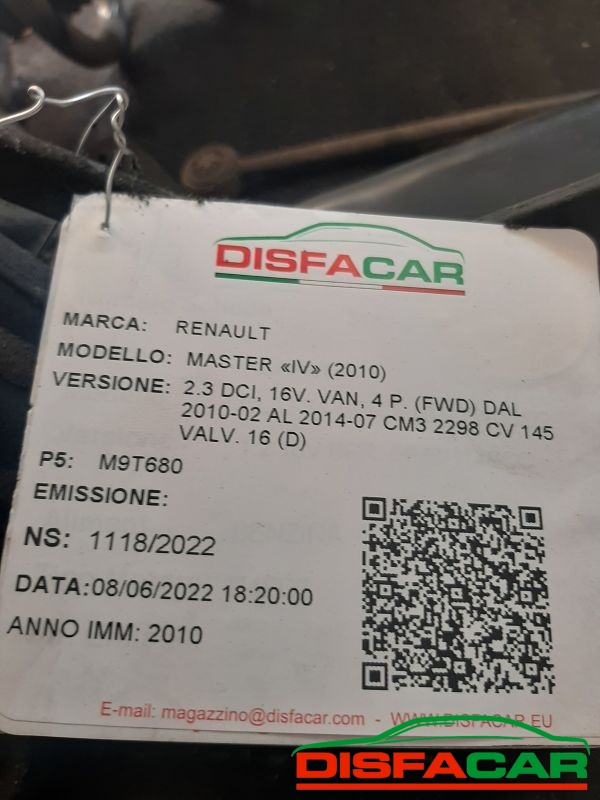 DISFACAR
MARCA: RENAULT
MODELLO: MASTER «IV» (2010)
VERSIONE: 2.3 DCI, 16V. VAN, 4 P. (FWD) DAL
2010-02 AL 2014-07 CM3 2298 CV 145
VALV. 16 (D)
P5: M9T680
EMISSIONE:
NS: 1118/2022
DATA:08/06/2022 18:20:00
ANNO IMM: 2010
E-mail: magazzino@disfacar.com - WWW.DISFACAR.EU
DISFACAR